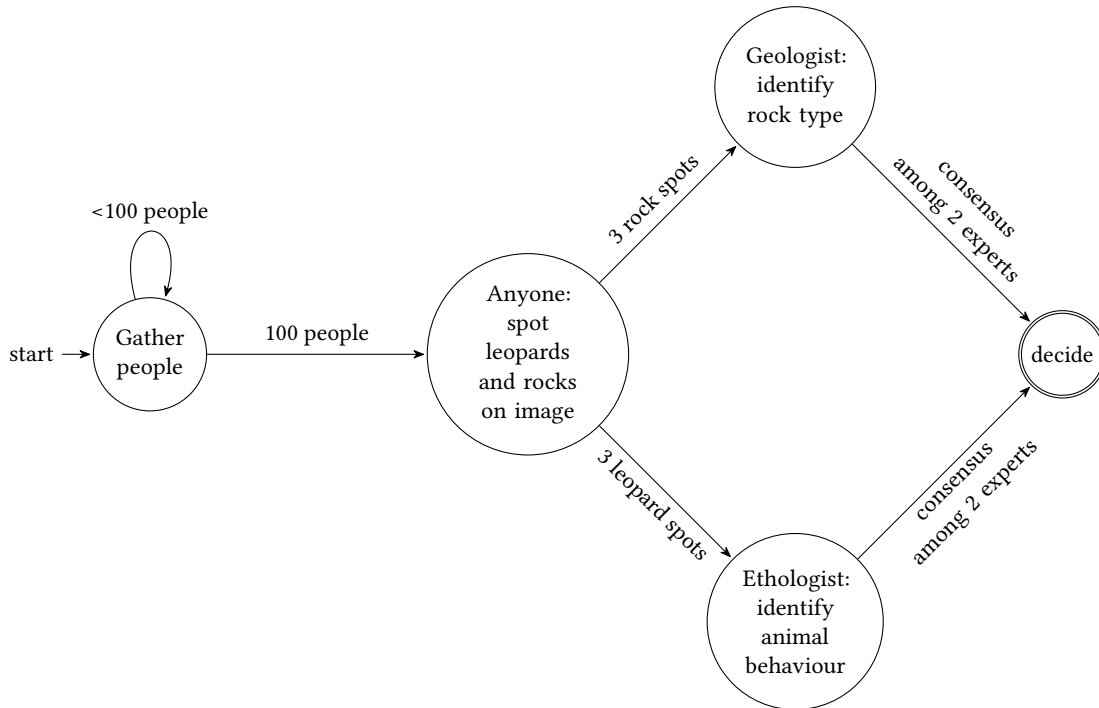 start
<100 people
Gather
people
100 people
Anyone:
spot
leopards
and rocks
on image
3 rock spots
3 leopard spots
Geologist:
identify
rock type
Ethologist:
identify
animal
behaviour
consensus
among 2 experts
consensus
among 2 experts
decide